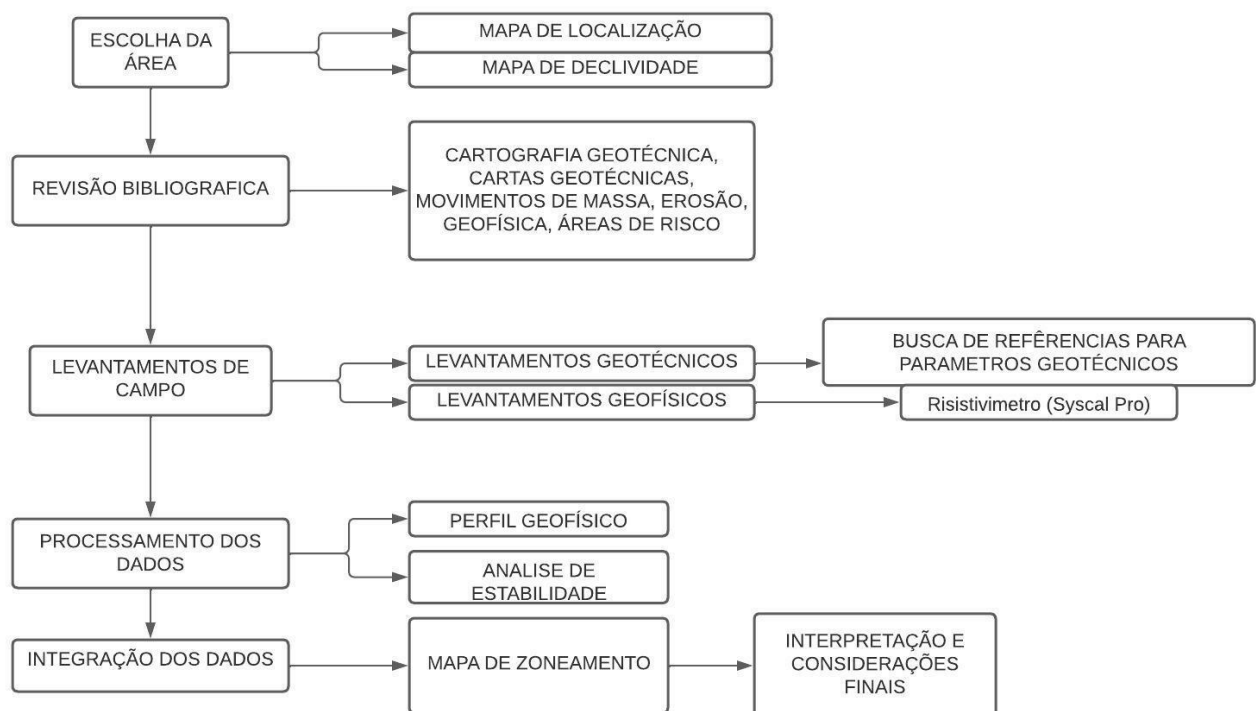 ESCOLHA DA
ÁREA
MAPA DE LOCALIZAÇÃO
MAPA DE DECLIVIDADE
REVISÃO BIBLIOGRAFICA
CARTOGRAFIA GEOTÉCNICA,
CARTAS GEOTÉCNICAS,
MOVIMENTOS DE MASSA, EROSÃO,
GEOFÍSICA, ÁREAS DE RISCO
LEVANTAMENTOS DE
CAMPO
LEVANTAMENTOS GEOTÉCNICOS
BUSCA DE REFÊRENCIAS PARA
PARAMETROS GEOTÉCNICOS
LEVANTAMENTOS GEOFÍSICOS
Risistivimetro (Syscal Pro)
PROCESSAMENTO DOS
DADOS
PERFIL GEOFÍSICO
ANALISE DE
ESTABILIDADE
INTEGRAÇÃO DOS DADOS
MAPA DE ZONEAMENTO
INTERPRETAÇÃO E
CONSIDERAÇÕES
FINAIS